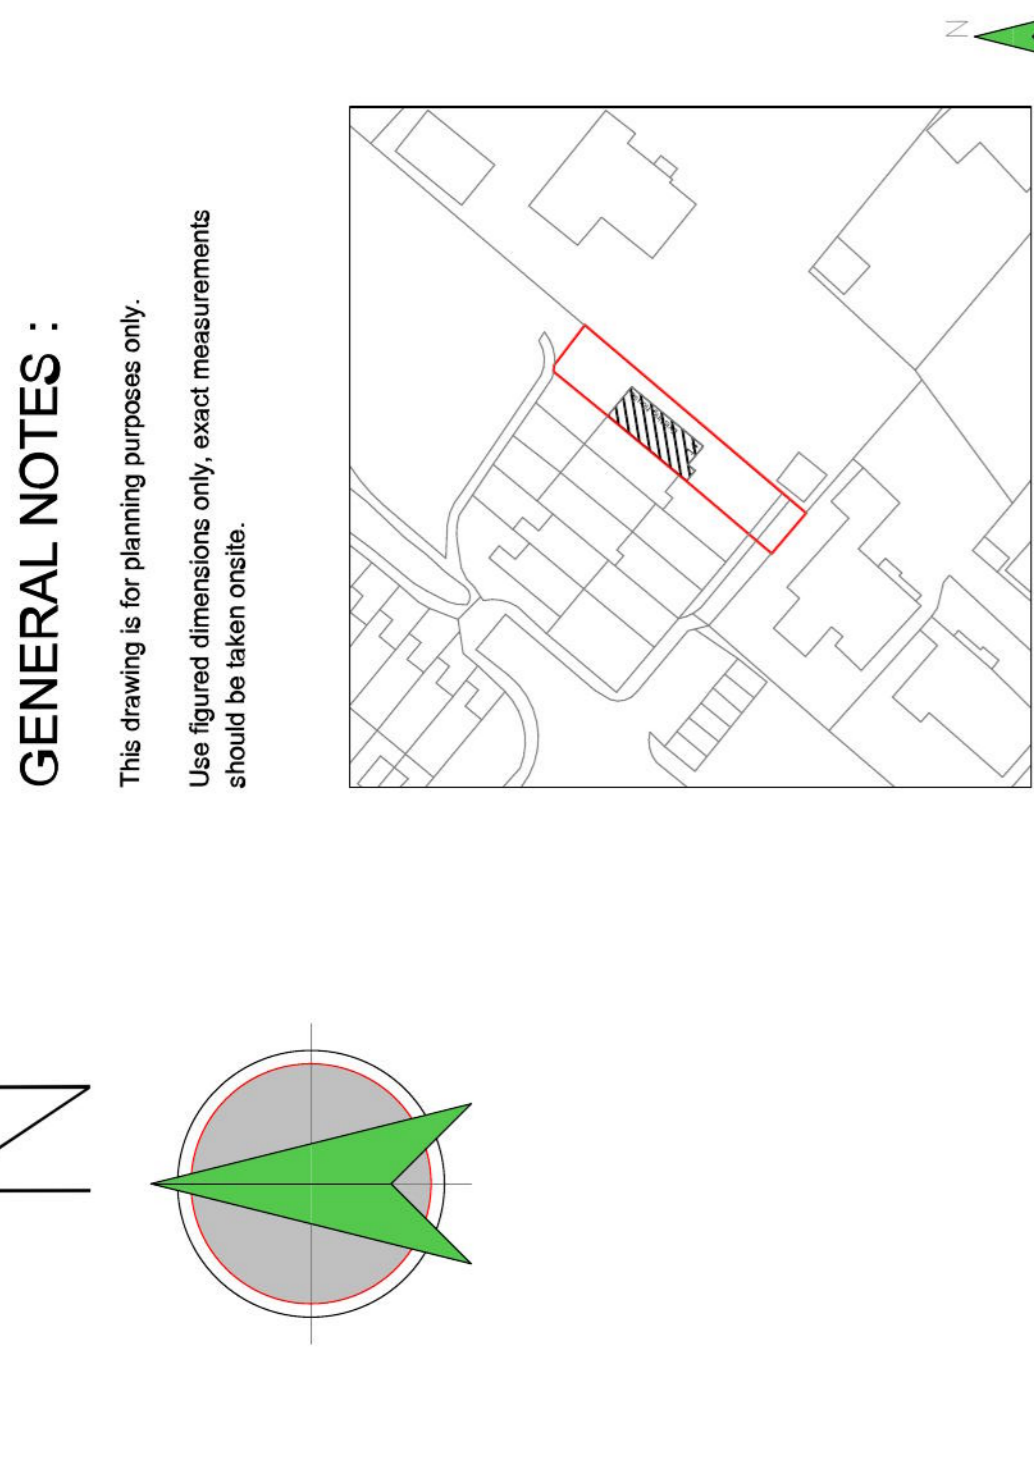 GENERAL NOTES :
This drawing is for planning purposes only.
Use figured dimensions only, exact measurements
should be taken onsite.
N
N